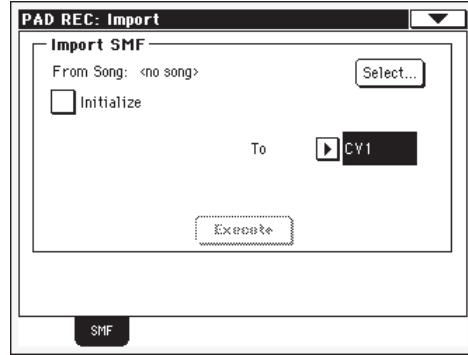 PAD REC: Import
Import SMF
From Song: <no song>
Select...
Initialize
To
CV1
Execute
SMF